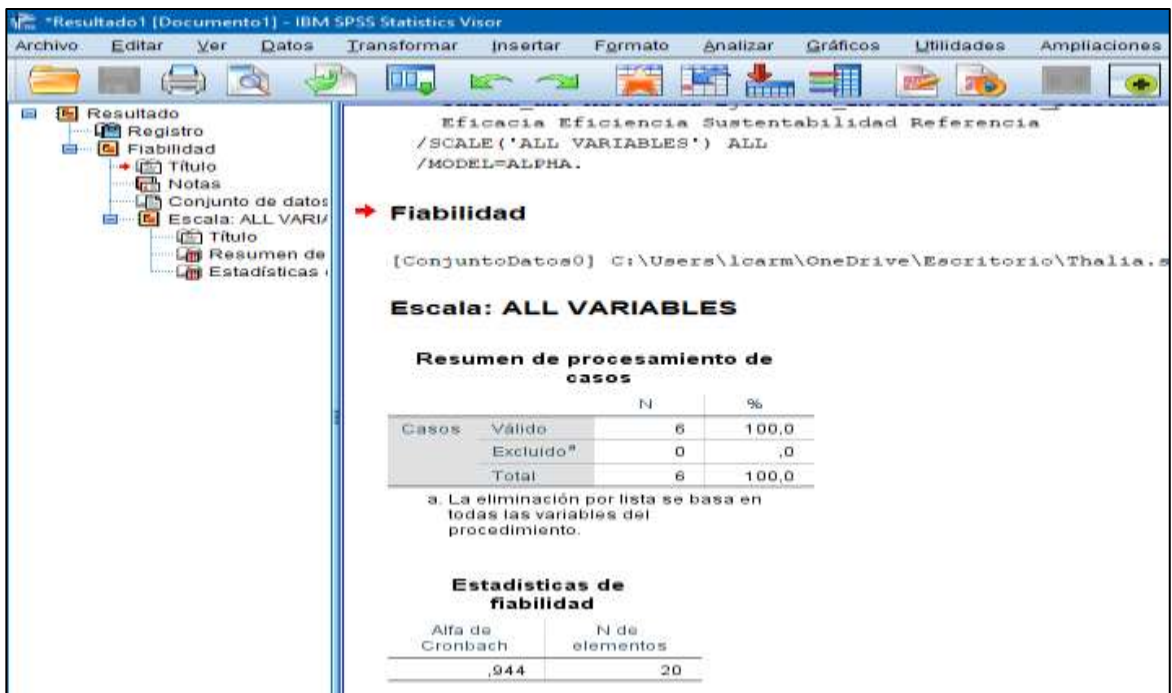 *Resultado1 [Documento1] - IBM SPSS Statistics Visor
Archivo Editar Ver Datos Transformar Insertar Formato Analizar Gráficos Utilidades Ampliaciones
Resultado
Registro
Fiabilidad
Título
Notas
Conjunto de datos
Escala: ALL VARI
Título
Resumen de
Estadísticas
Eficacia Eficiencia Sustentabilidad Referencia
/SCALE('ALL VARIABLES') ALL
/MODEL=ALPHA.
Fiabilidad
[ConjuntoDatos0] C:\Users\lcarm\OneDrive\Escritorio\Thalia.s
Escala: ALL VARIABLES
Resumen de procesamiento de
casos
N %
Casos Válido 6 100,0
Excluido a 0 ,0
Total 6 100,0
a. La eliminación por lista se basa en
todas las variables del
procedimiento.
Estadísticas de
fiabilidad
Alfa de N de
Cronbach elementos
,944 20